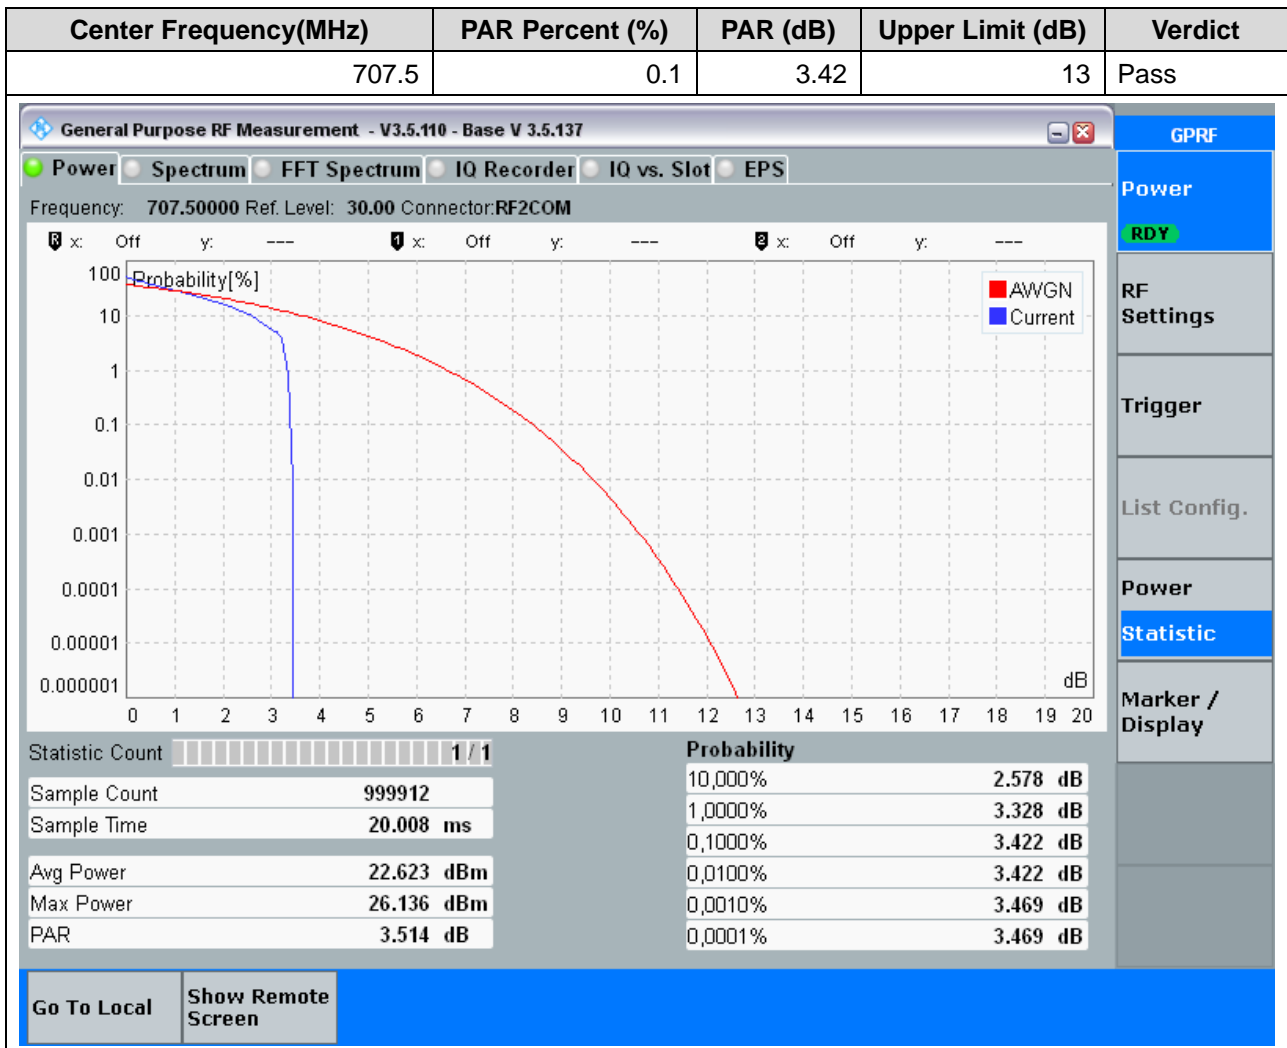 Center Frequency(MHz) PAR Percent (%) PAR (dB) Upper Limit (dB) Verdict
707.5 0.1 3.42 13 Pass
General Purpose RF Measurement - V3.5.110 - Base V 3.5.137
GPRF
Power Spectrum FFT Spectrum IQ Recorder IQ vs. Slot EPS
Power
RDY
Frequency: 707.50000 Ref. Level: 30.00 Connector:RF2COM
R x: Off y: --- 1 x: Off y: --- 2 x: Off y: ---
Probability[%]
AWGN
Current
100
10
1
0.1
0.01
0.001
0.0001
0.00001
0.000001
dB
0 1 2 3 4 5 6 7 8 9 10 11 12 13 14 15 16 17 18 19 20
RF
Settings
Trigger
List Config.
Power
Statistic
Marker /
Display
Statistic Count 1 / 1
Sample Count 999912
Sample Time 20.008 ms
Avg Power 22.623 dBm
Max Power 26.136 dBm
PAR 3.514 dB
Probability
10,000% 2.578 dB
1,0000% 3.328 dB
0,1000% 3.422 dB
0,0100% 3.422 dB
0,0010% 3.469 dB
0,0001% 3.469 dB
Go To Local
Show Remote
Screen